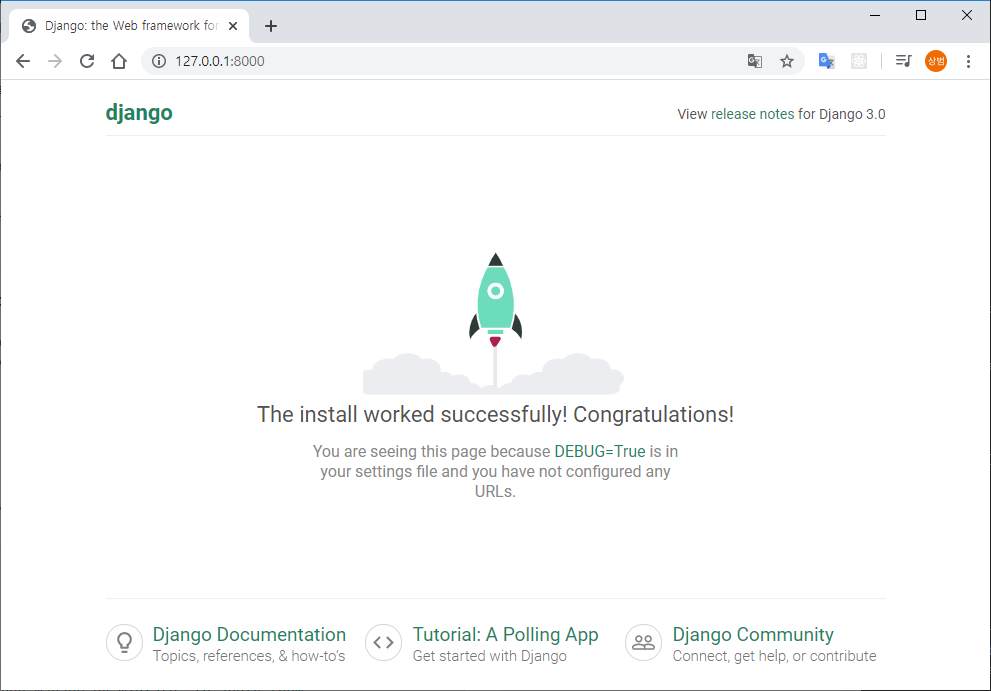 Django: the Web framework for
127.0.0.1:8000
상범
django
View release notes for Django 3.0
The install worked successfully! Congratulations!
You are seeing this page because DEBUG=True is in
your settings file and you have not configured any
URLs.
Django Documentation
Topics, references, & how-to's
Tutorial: A Polling App
Get started with Django
Django Community
Connect, get help, or contribute